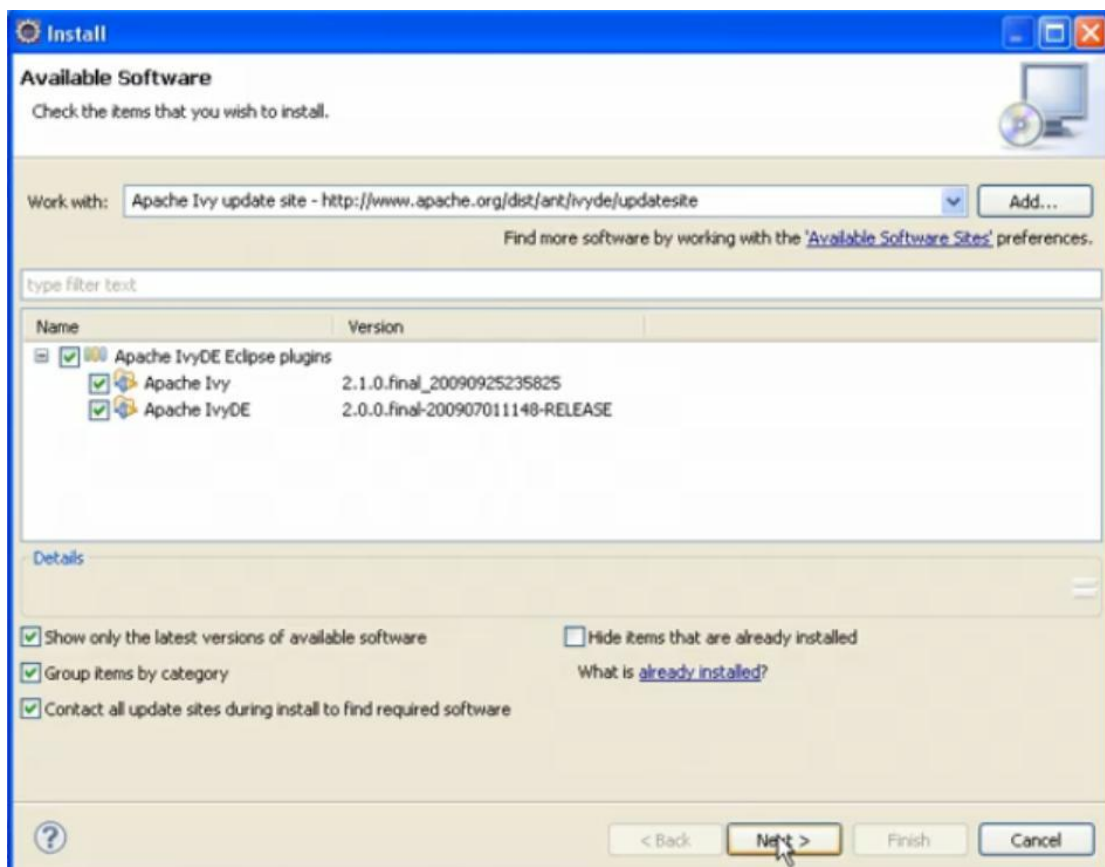 Install
Available Software
Check the items that you wish to install.
Work with: Apache Ivy update site - http://www.apache.org/dist/ant/ivyde/updatesite Add...
Find more software by working with the 'Available Software Sites' preferences.
type filter text
Name Version
Apache IvyDE Eclipse plugins
Apache Ivy 2.1.0.final_20090925235825
Apache IvyDE 2.0.0.final-200907011148-RELEASE
Details
Show only the latest versions of available software Hide items that are already installed
Group items by category What is already installed?
Contact all update sites during install to find required software
? < Back Next > Finish Cancel